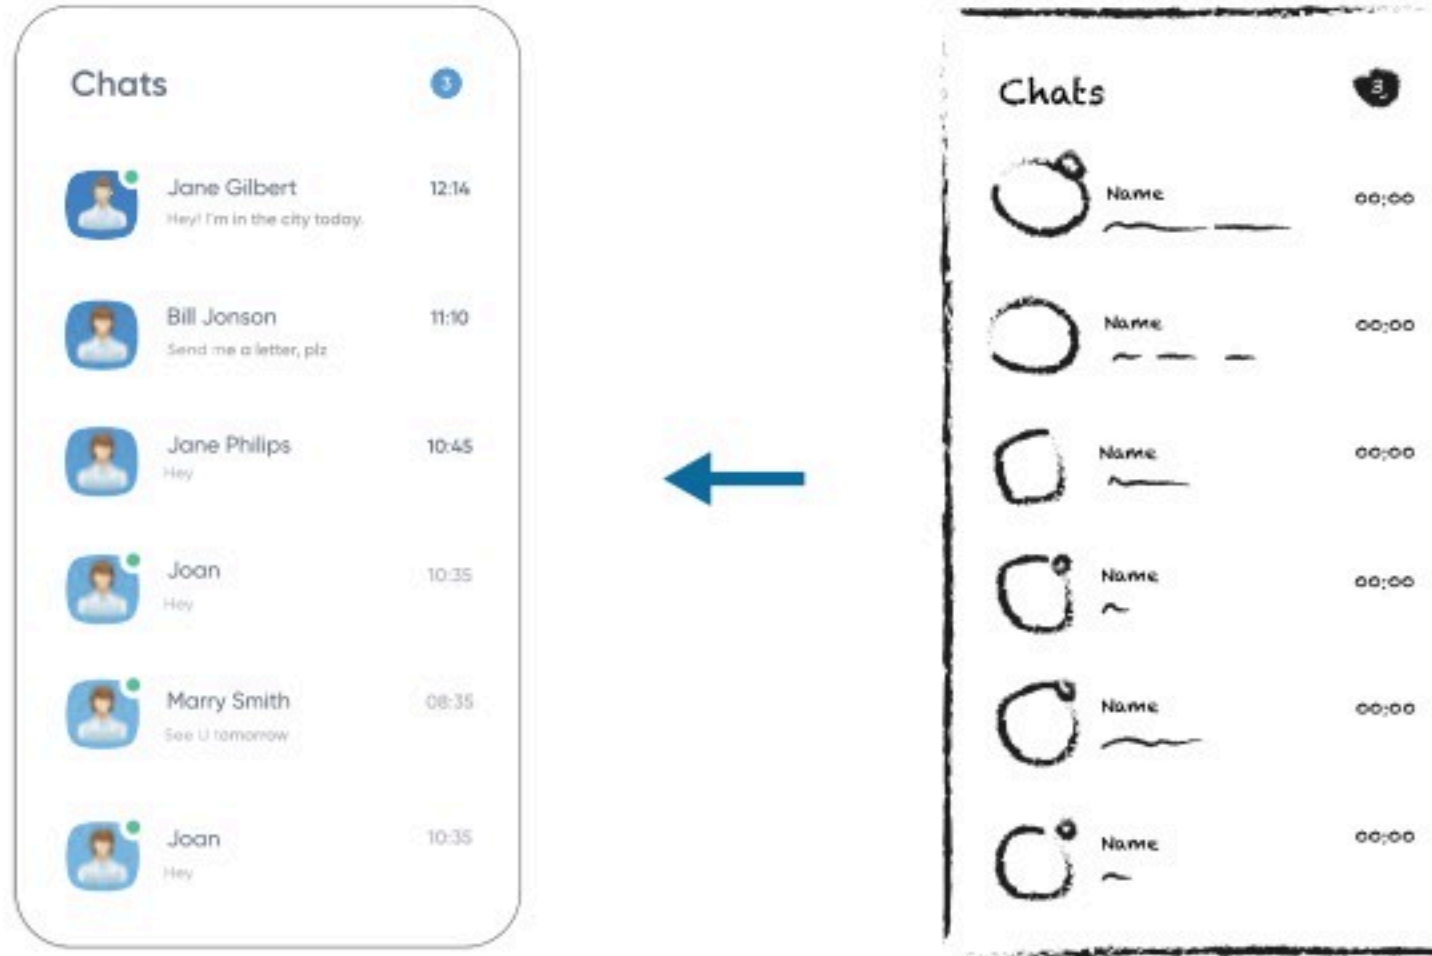 Chats
3
Jane Gilbert
12:14
Hey! I'm in the city today.
Bill Jonson
11:10
Send me a letter, plz
Jane Philips
10:45
Hey
Joan
10:35
Hey
Marry Smith
08:35
See U tomorrow
Joan
10:35
Hey
Chats
3
Name
00:00
Name
00:00
Name
00:00
Name
00:00
Name
00:00
Name
00:00